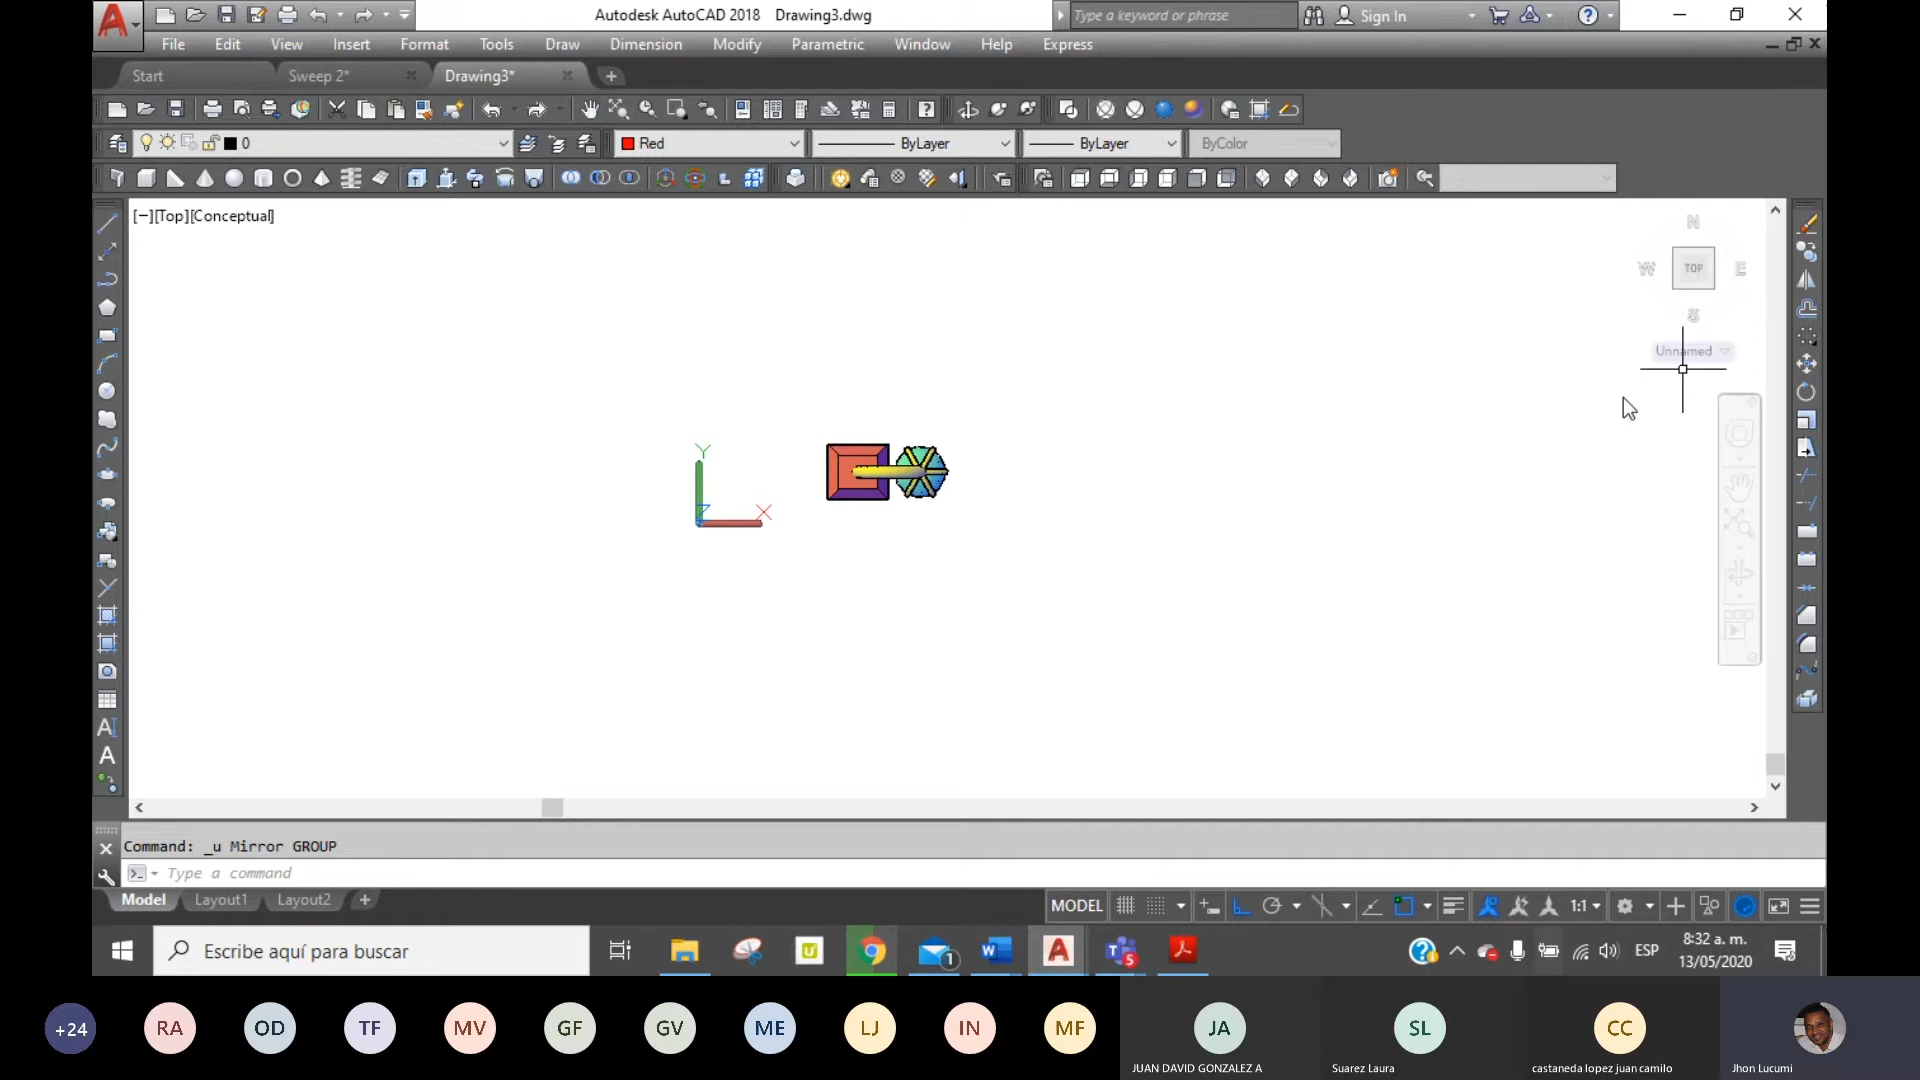 Autodesk AutoCAD 2018 Drawing3.dwg
Type a keyword or phrase
Sign In
File Edit View Insert Format Tools Draw Dimension Modify Parametric Window Help Express
Start Sweep 2* Drawing3*
0
Red
ByLayer
ByLayer
ByColor
[−][Top][Conceptual]
N
W TOP E
S
Unnamed
Y
Z X
Command: _u Mirror GROUP
Type a command
Model Layout1 Layout2
MODEL
1:1
Escribe aquí para buscar
1
5
ESP
8:32 a. m.
13/05/2020
+24 RA OD TF MV GF GV ME LJ IN MF JA SL CC
JUAN DAVID GONZALEZ A
Suarez Laura
castaneda lopez juan camilo
Jhon Lucumi